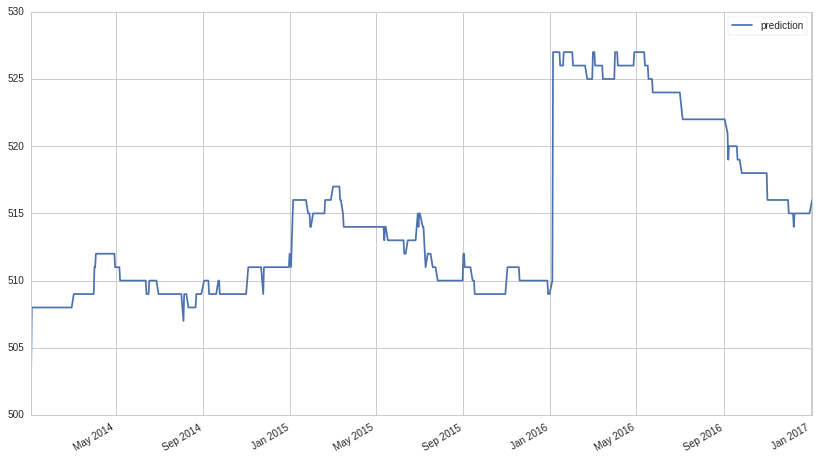 530
prediction
525
520
515
510
505
500
May 2014
Sep 2014
Jan 2015
May 2015
Sep 2015
Jan 2016
May 2016
Sep 2016
Jan 2017